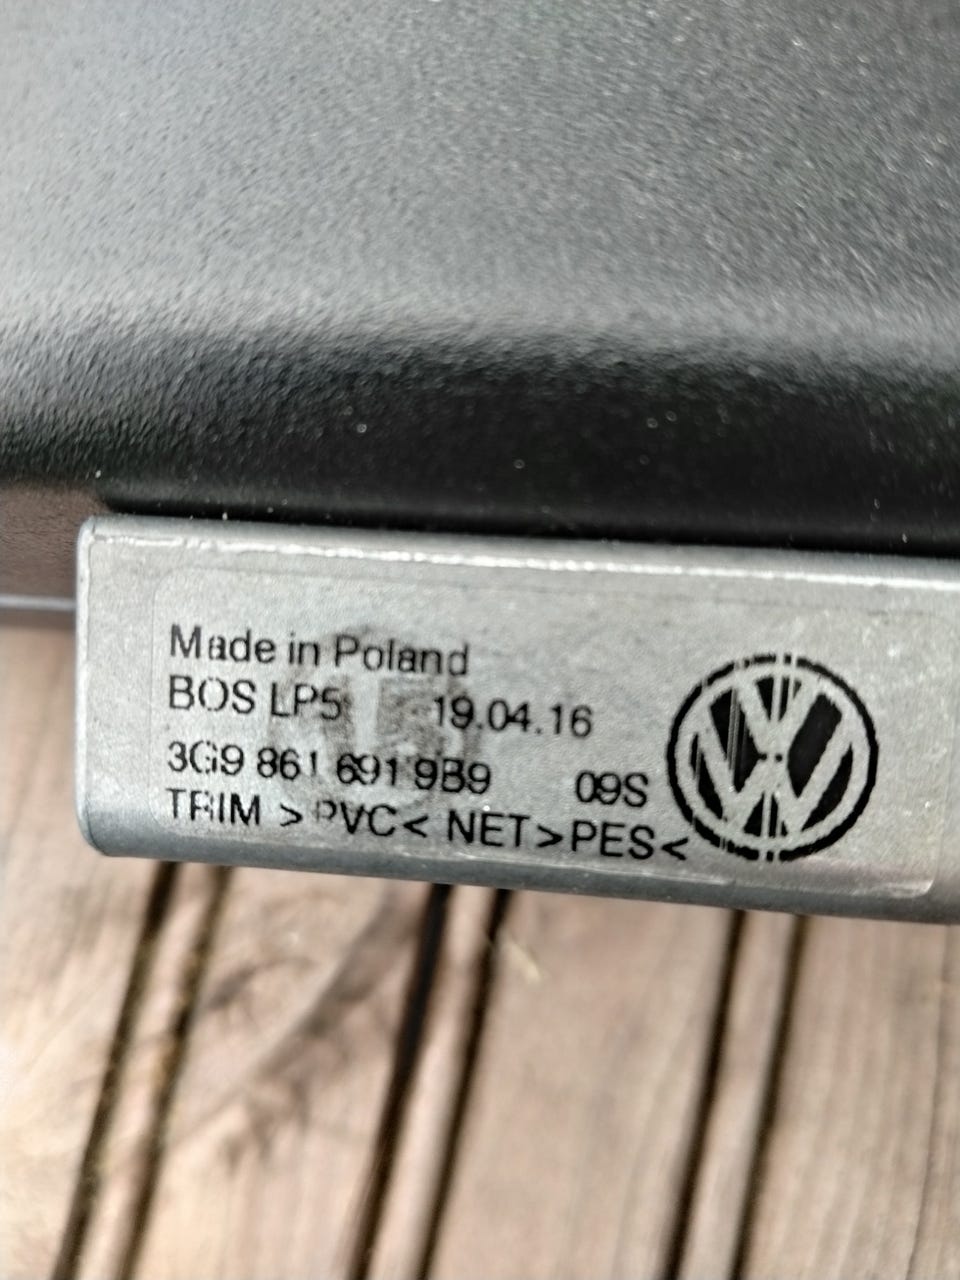 Made in Poland
BOS LP5 19.04.16
3G9 861 691 9B9 09S
TRIM >PVC< NET>PES<